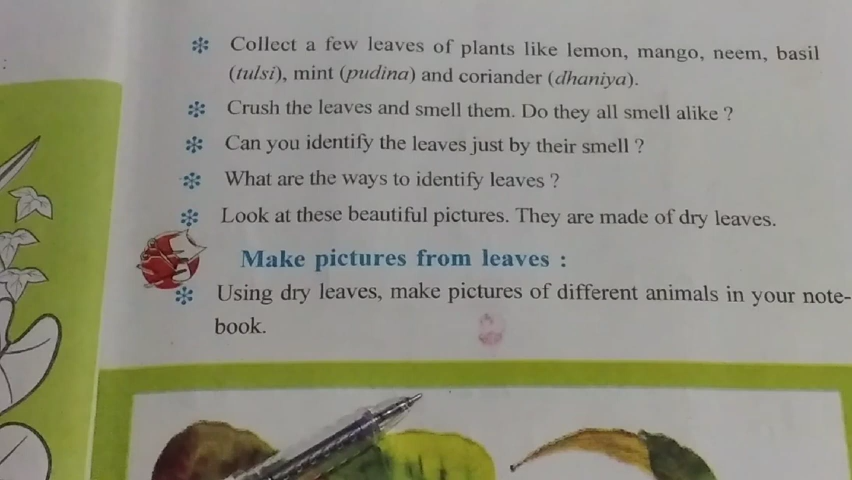 Collect a few leaves of plants like lemon, mango, neem, basil
(tulsi), mint (pudina) and coriander (dhaniya).
Crush the leaves and smell them. Do they all smell alike ?
Can you identify the leaves just by their smell ?
What are the ways to identify leaves ?
Look at these beautiful pictures. They are made of dry leaves.
Make pictures from leaves :
Using dry leaves, make pictures of different animals in your note-
book.